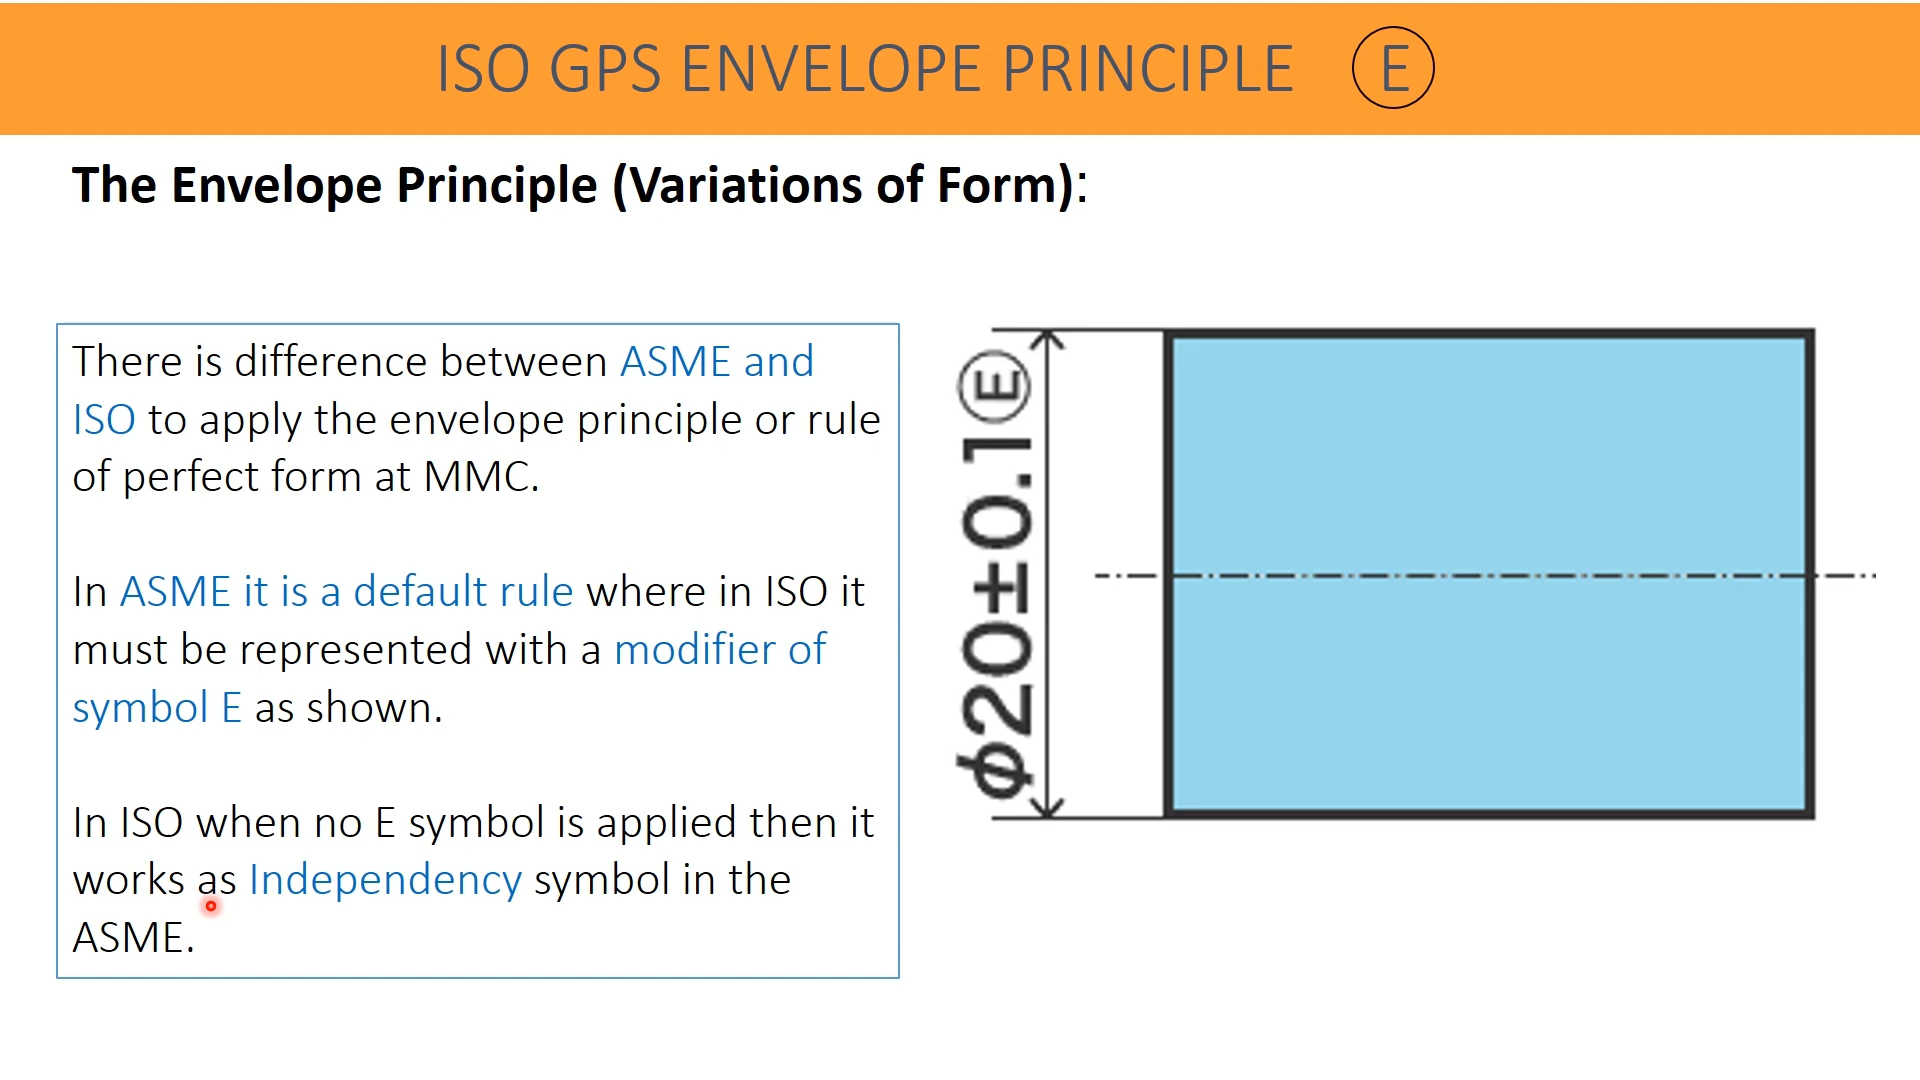 ISO GPS ENVELOPE PRINCIPLE Ⓔ
The Envelope Principle (Variations of Form):
There is difference between ASME and
ISO to apply the envelope principle or rule
of perfect form at MMC.
In ASME it is a default rule where in ISO it
must be represented with a modifier of
symbol E as shown.
In ISO when no E symbol is applied then it
works as Independency symbol in the
ASME.
ϕ20±0.1Ⓔ